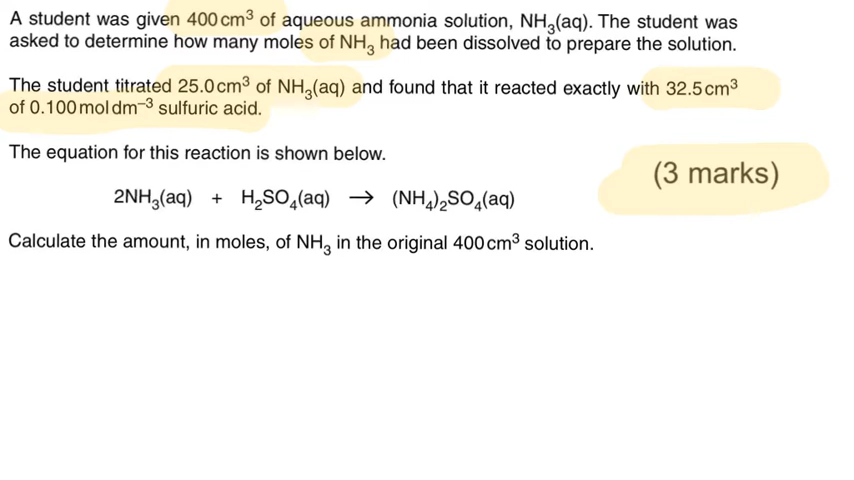 A student was given 400 cm³ of aqueous ammonia solution, NH₃(aq). The student was
asked to determine how many moles of NH₃ had been dissolved to prepare the solution.
The student titrated 25.0 cm³ of NH₃(aq) and found that it reacted exactly with 32.5 cm³
of 0.100 mol dm⁻³ sulfuric acid.
The equation for this reaction is shown below.
(3 marks)
2NH₃(aq) + H₂SO₄(aq) → (NH₄)₂SO₄(aq)
Calculate the amount, in moles, of NH₃ in the original 400 cm³ solution.